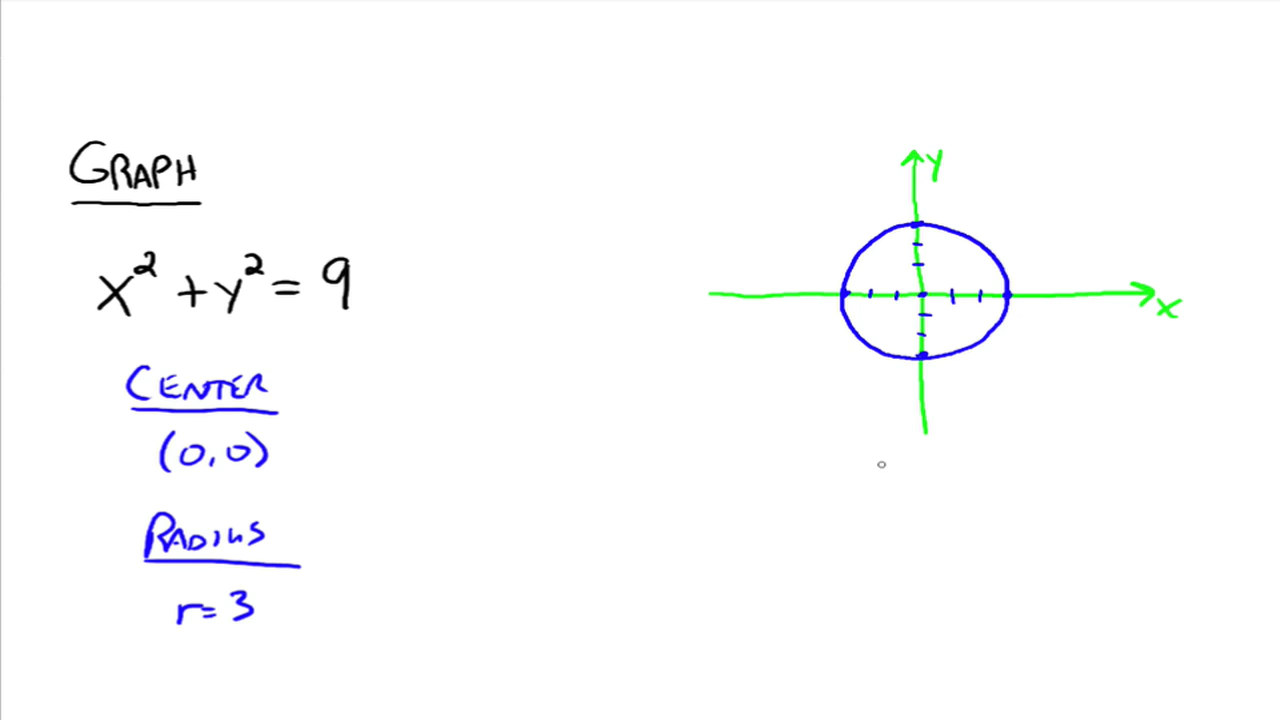 GRAPH
x² + y² = 9
CENTER
(0,0)
RADIUS
r = 3
y
x